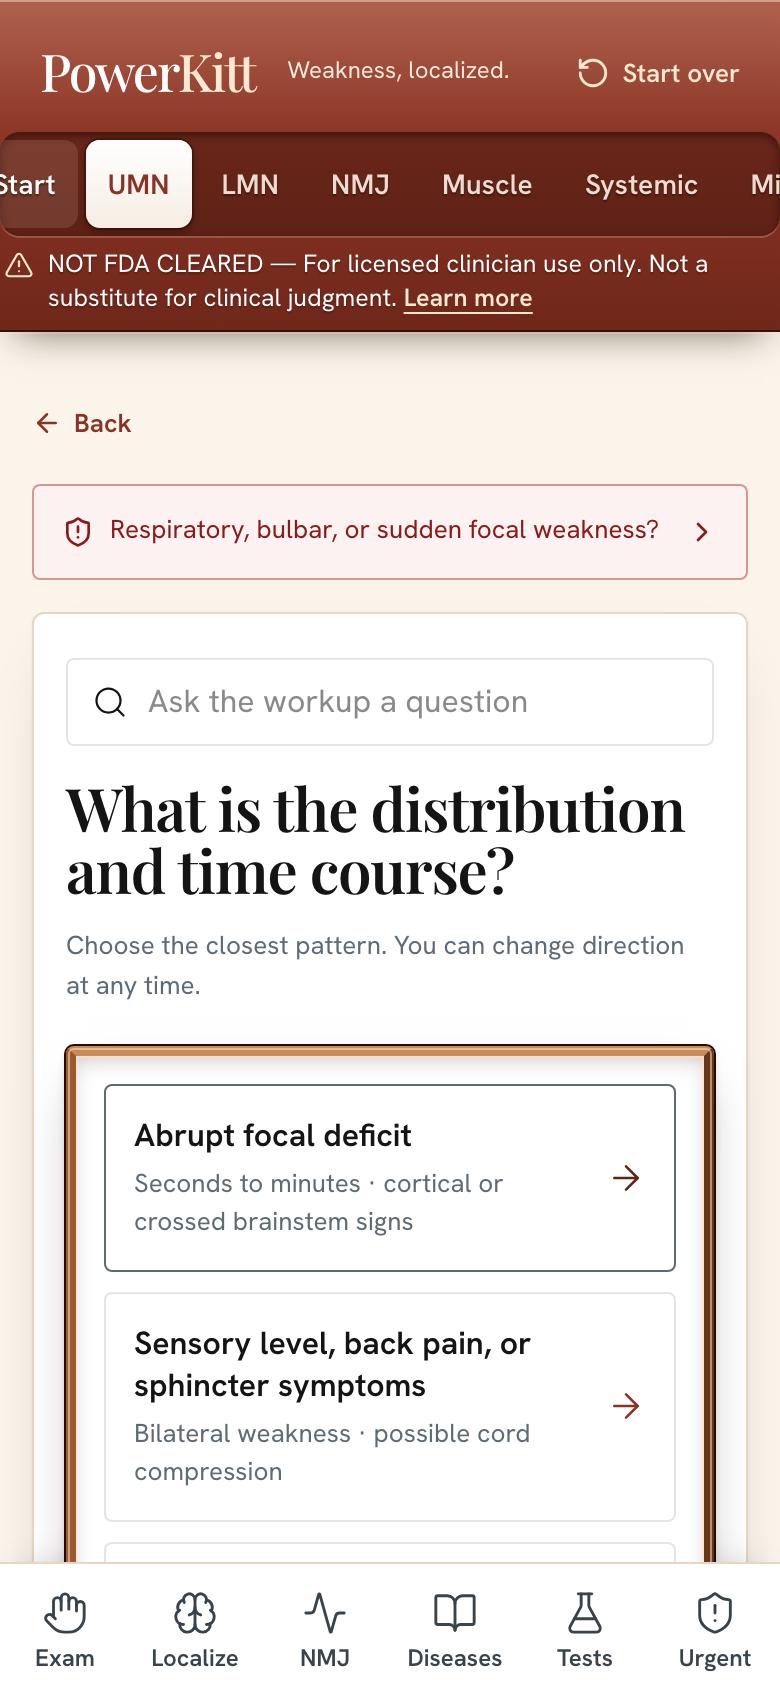 PowerKitt
Weakness, localized.
Start over
Start
UMN
LMN
NMJ
Muscle
Systemic
Mi
NOT FDA CLEARED — For licensed clinician use only. Not a
substitute for clinical judgment. Learn more
Back
Respiratory, bulbar, or sudden focal weakness?
Ask the workup a question
What is the distribution
and time course?
Choose the closest pattern. You can change direction
at any time.
Abrupt focal deficit
Seconds to minutes · cortical or
crossed brainstem signs
Sensory level, back pain, or
sphincter symptoms
Bilateral weakness · possible cord
compression
Exam
Localize
NMJ
Diseases
Tests
Urgent